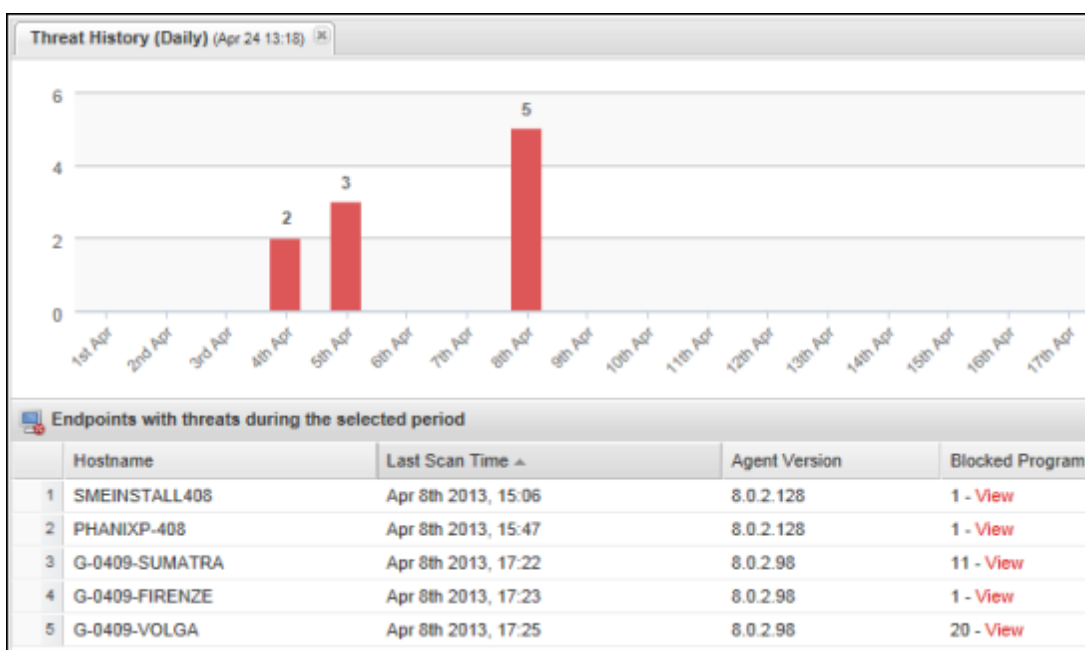 Threat History (Daily) (Apr 24 13:18)
6
5
4
3
2
2
0
1st Apr 2nd Apr 3rd Apr 4th Apr 5th Apr 6th Apr 7th Apr 8th Apr 9th Apr 10th Apr 11th Apr 12th Apr 13th Apr 14th Apr 15th Apr 16th Apr 17th Apr
Endpoints with threats during the selected period
Hostname Last Scan Time Agent Version Blocked Program
1 SMEINSTALL408 Apr 8th 2013, 15:06 8.0.2.128 1 - View
2 PHANIXP-408 Apr 8th 2013, 15:47 8.0.2.128 1 - View
3 G-0409-SUMATRA Apr 8th 2013, 17:22 8.0.2.98 11 - View
4 G-0409-FIRENZE Apr 8th 2013, 17:23 8.0.2.98 1 - View
5 G-0409-VOLGA Apr 8th 2013, 17:25 8.0.2.98 20 - View